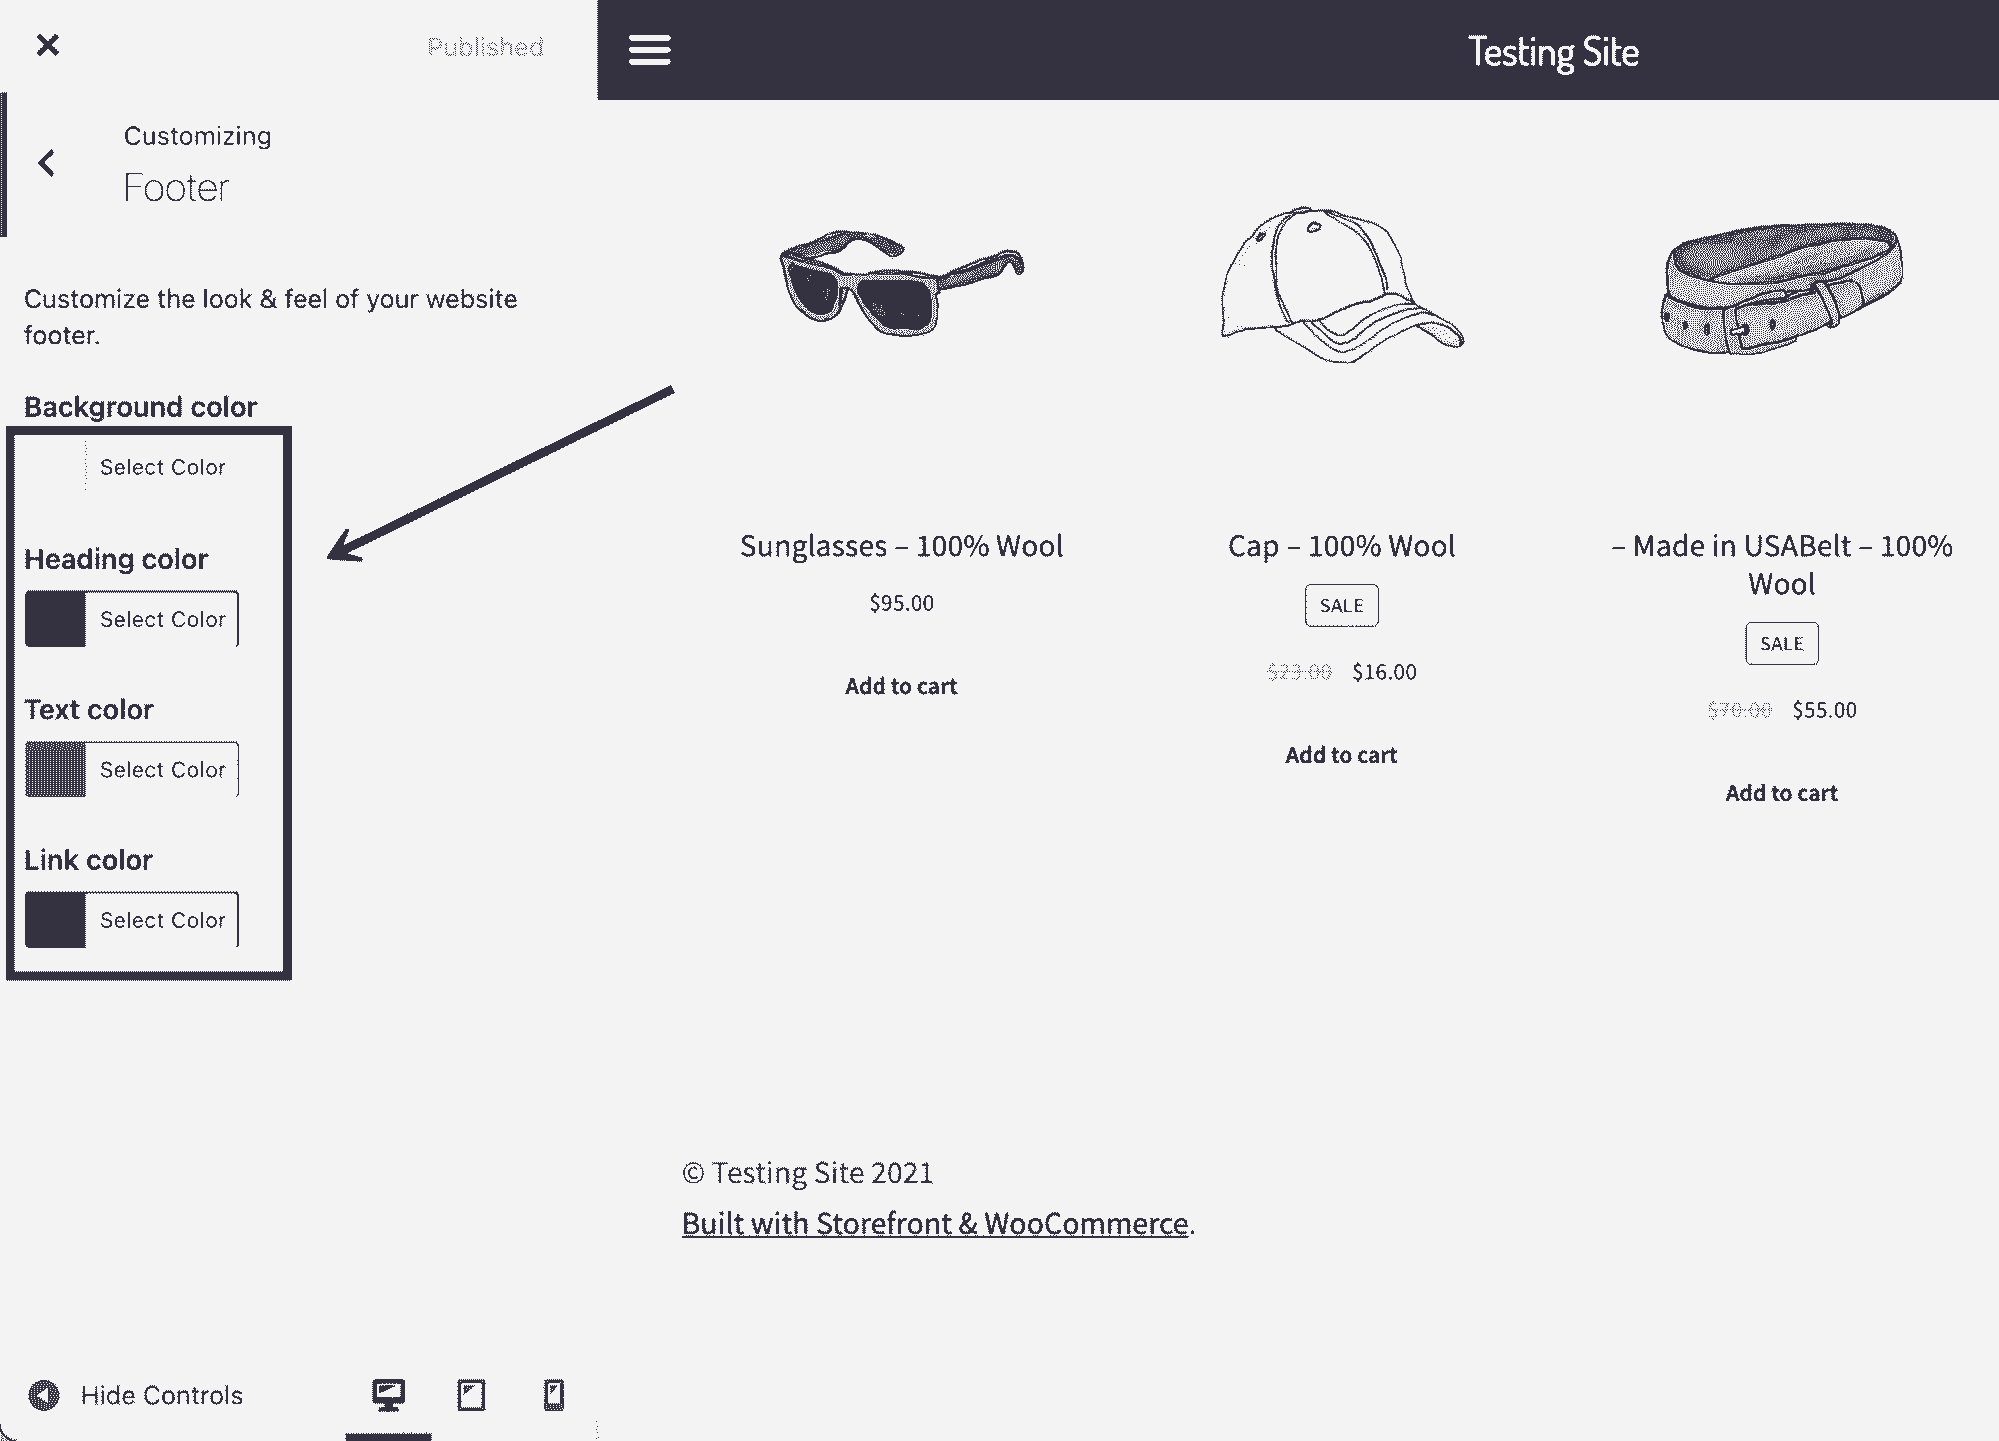 Published
Customizing
Footer
Customize the look & feel of your website
footer.
Background color
Select Color
Heading color
Select Color
Text color
Select Color
Link color
Select Color
Hide Controls
Testing Site
Sunglasses – 100% Wool
$95.00
Add to cart
Cap – 100% Wool
SALE
$23.00 $16.00
Add to cart
– Made in USABelt – 100%
Wool
SALE
$70.00 $55.00
Add to cart
© Testing Site 2021
Built with Storefront & WooCommerce.